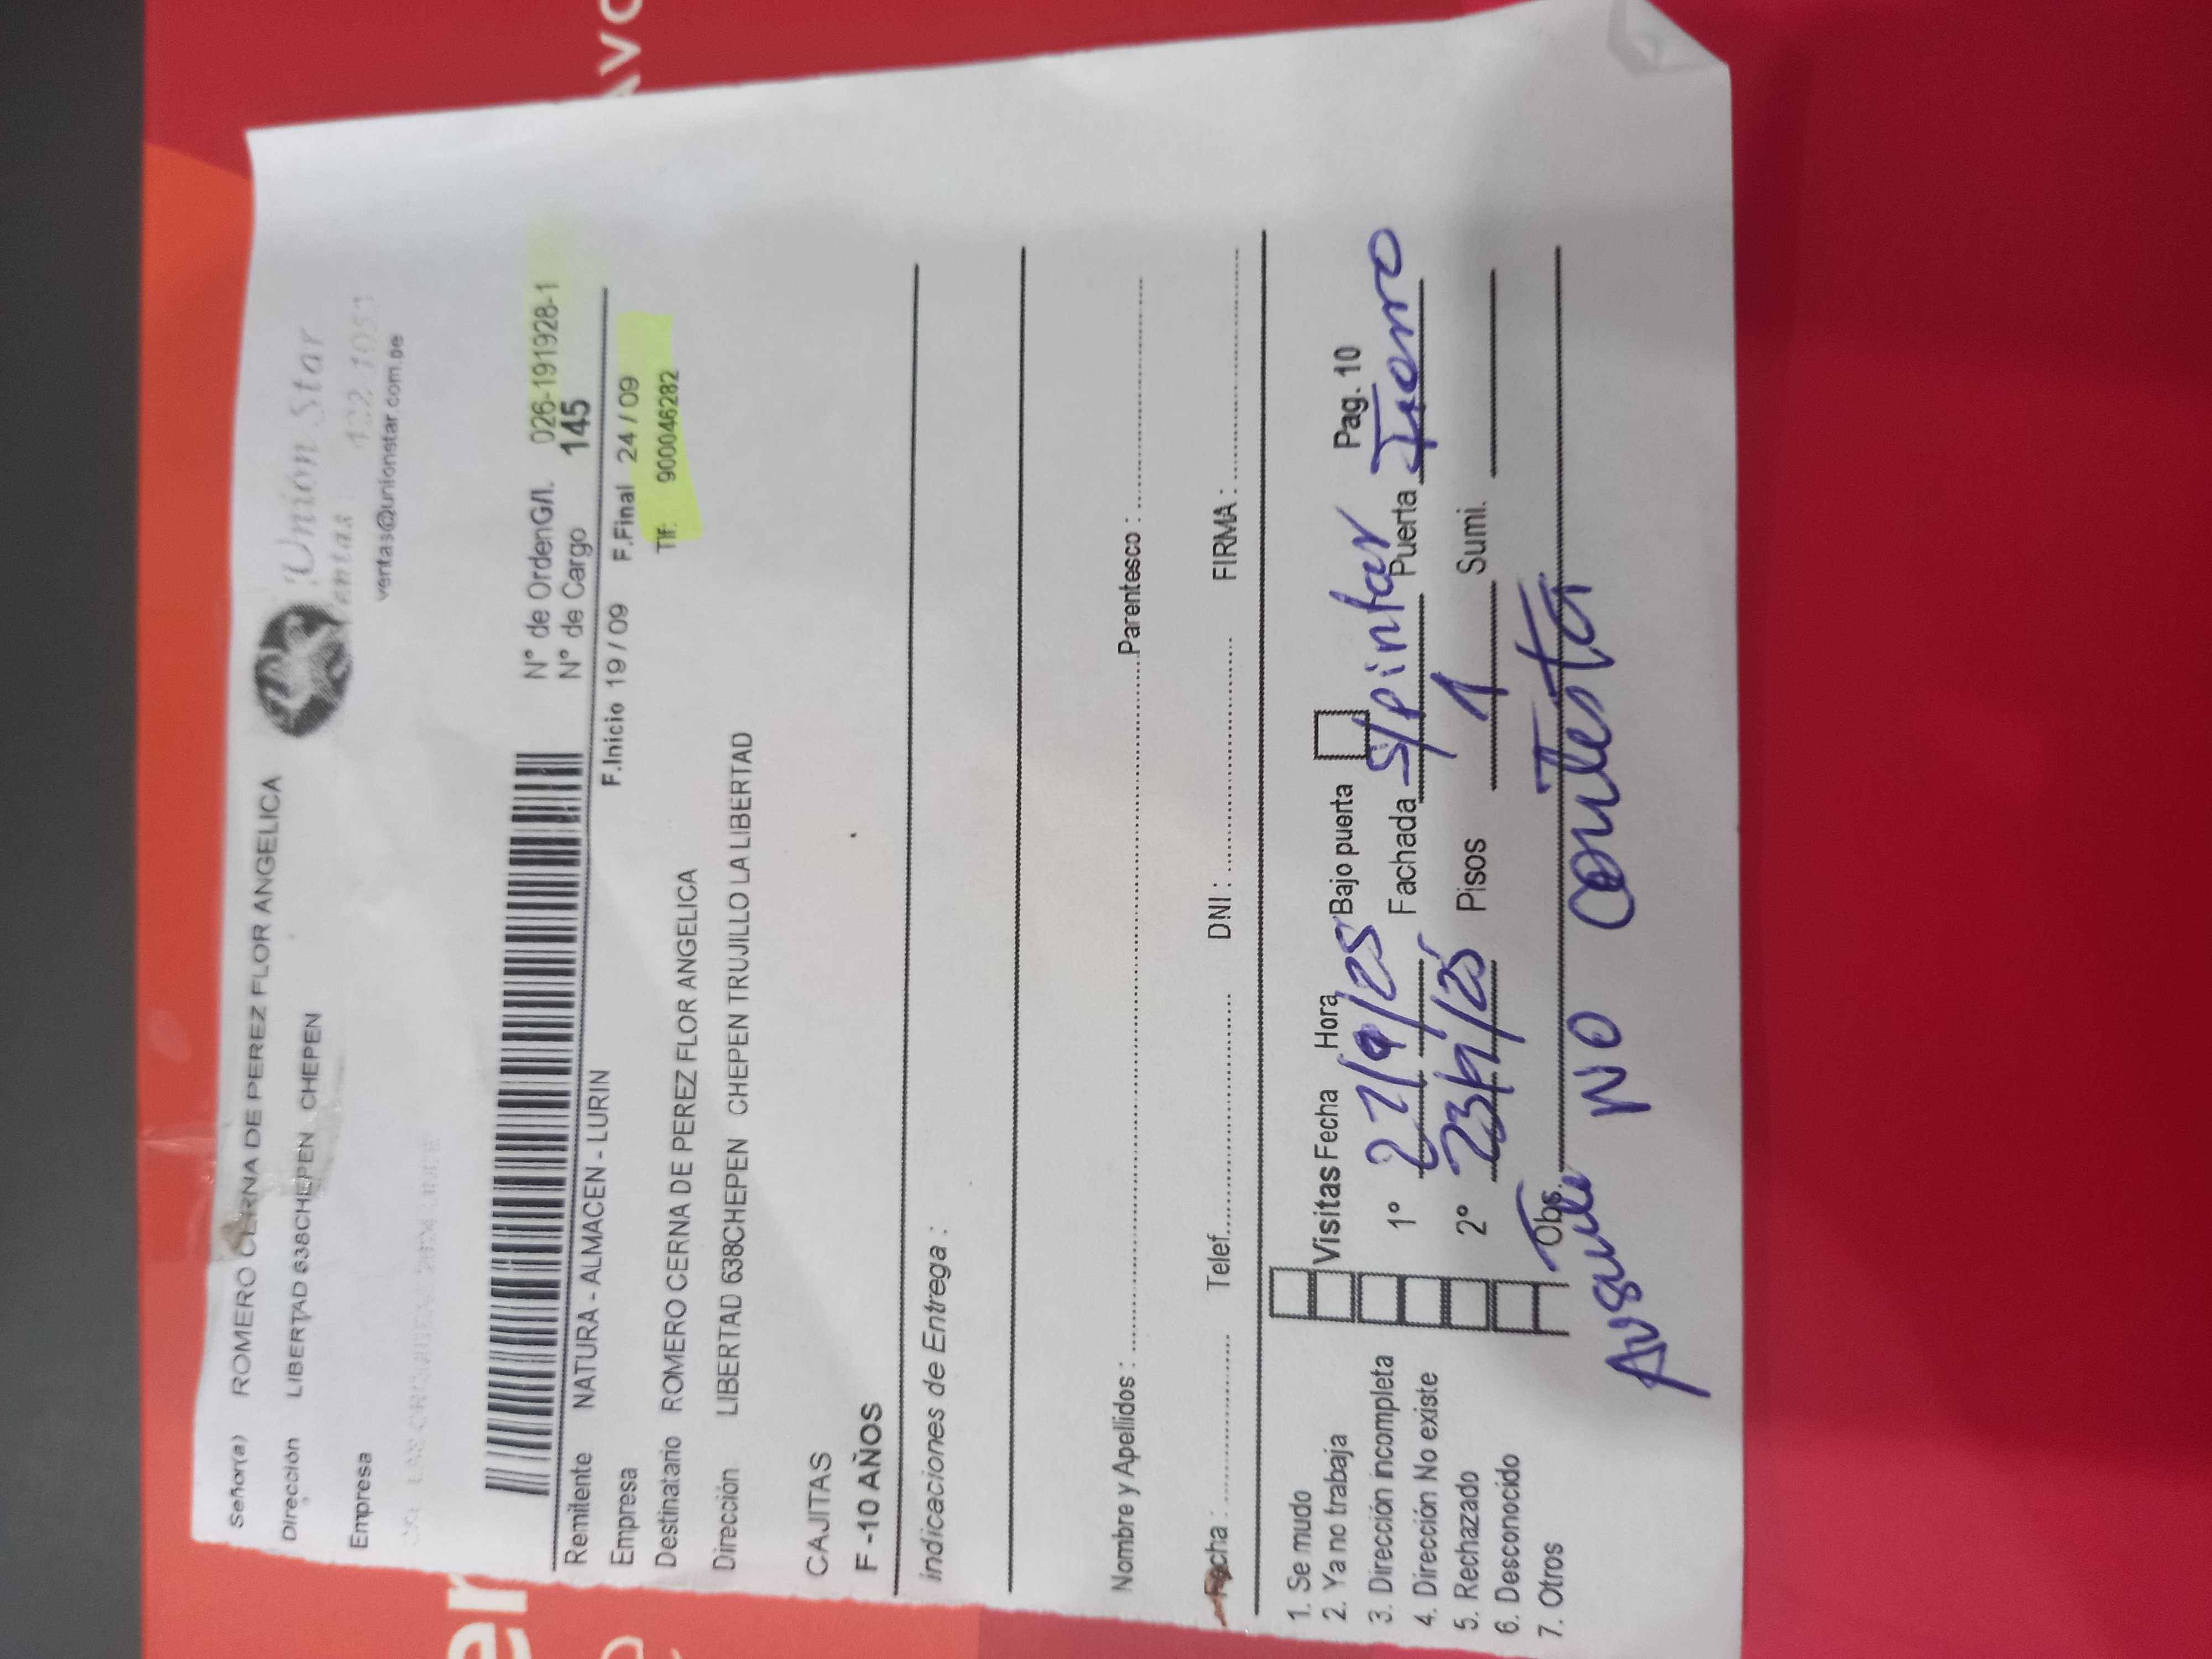 Señor(a) ROMERO CERNA DE PEREZ FLOR ANGELICA
Dirección LIBERTAD 638CHEPEN CHEPEN
Empresa
Unión Star
ventas@unionstar.com.pe
N° de OrdenG/I. 026-191928-1
N° de Cargo 145
Remitente NATURA - ALMACEN - LURIN
F.Inicio 19/09 F.Final 24/09
Empresa
Tlf: 900046282
Destinatario ROMERO CERNA DE PEREZ FLOR ANGELICA
Dirección LIBERTAD 638CHEPEN CHEPEN TRUJILLO LA LIBERTAD
CAJITAS
F -10 AÑOS
indicaciones de Entrega :
Nombre y Apellidos : Parentesco :
Fecha : Telef. DNI : FIRMA :
1. Se mudo
2. Ya no trabaja
3. Dirección incompleta
4. Dirección No existe
5. Rechazado
6. Desconocido
7. Otros
Visitas Fecha Hora Bajo puerta Pag. 10
1° Fachada S/pintar Puerta
2° 23/9/25 Pisos 1 Sumi.
Obs.
NO contesta